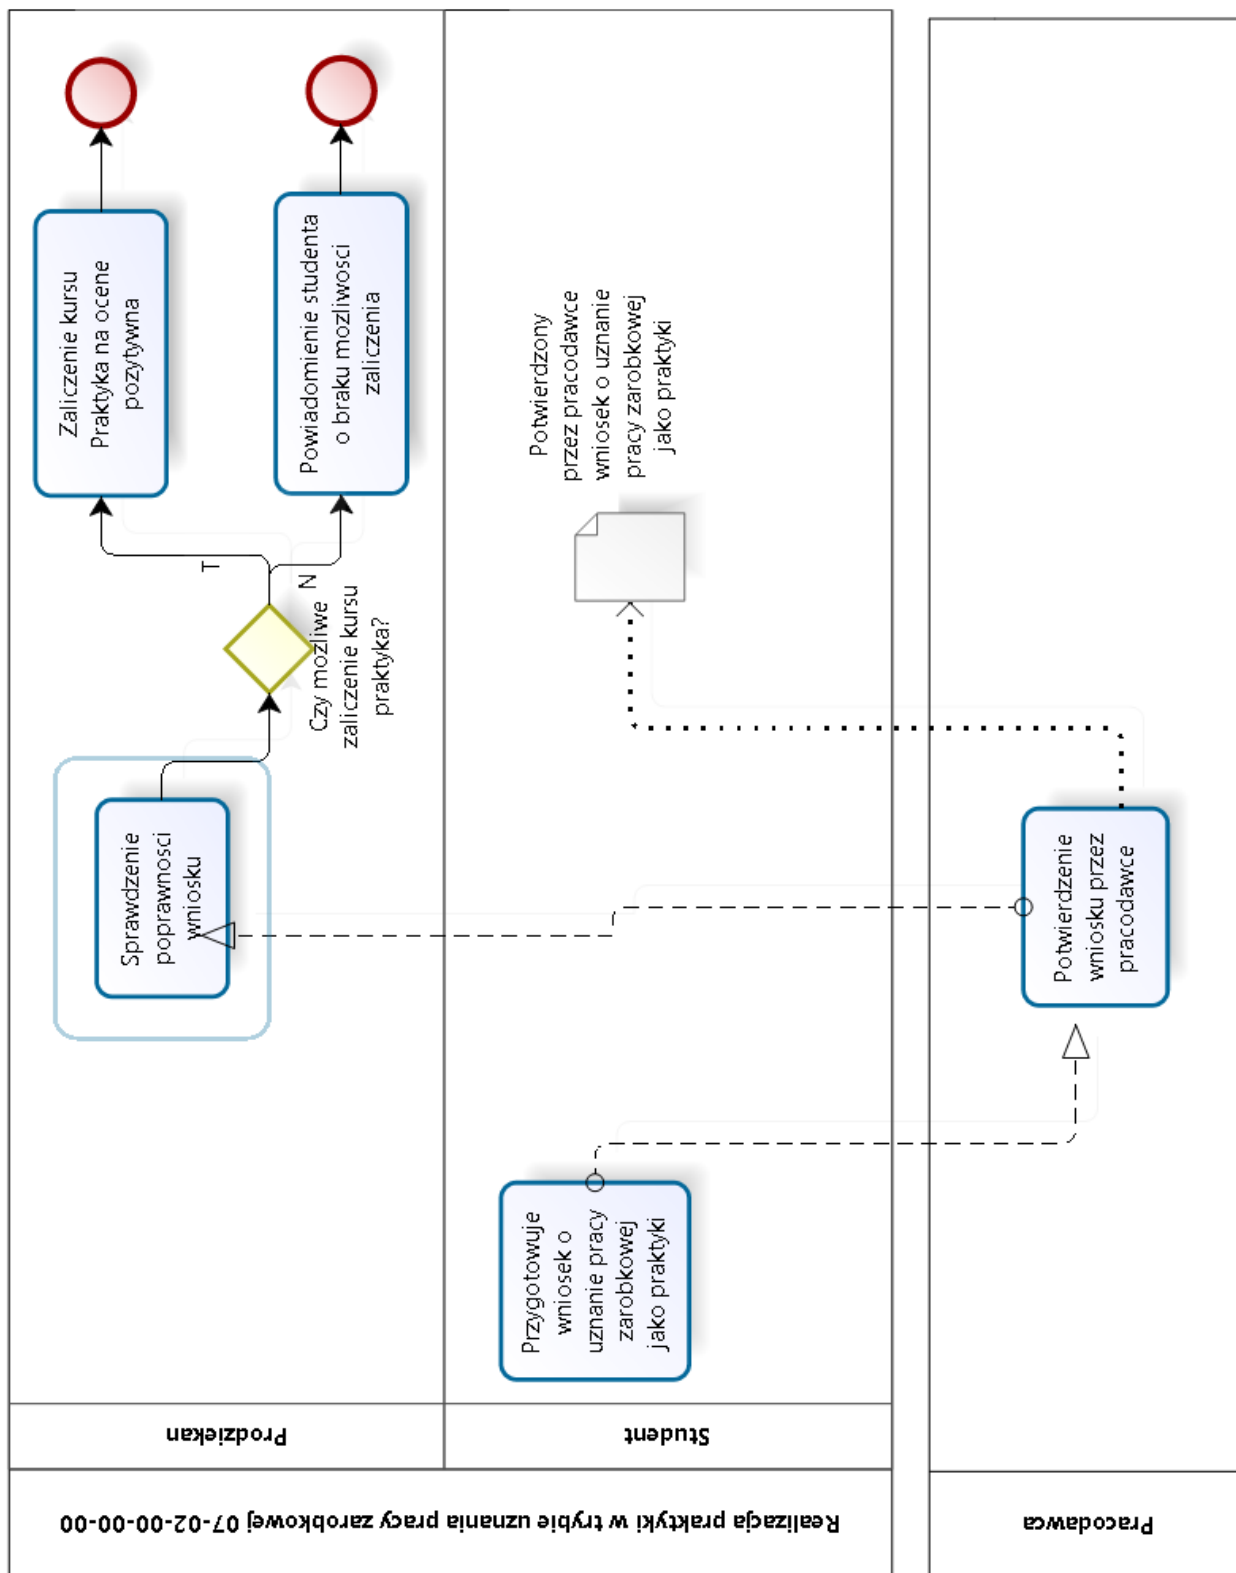 Realizacja praktyki w trybie uznania pracy zarobkowej 07-02-00-00-00
Prodziekan
Sprawdzenie
poprawnosci
wniosku
Czy mozliwe
zaliczenie kursu
praktyka?
T
N
Zaliczenie kursu
Praktyka na ocene
pozytywna
Powiadomienie studenta
o braku mozliwosci
zaliczenia
Student
Przygotowuje
wniosek o
uznanie pracy
zarobkowej
jako praktyki
Potwierdzony
przez pracodawce
wniosek o uznanie
pracy zarobkowej
jako praktyki
Pracodawca
Potwierdzenie
wniosku przez
pracodawce